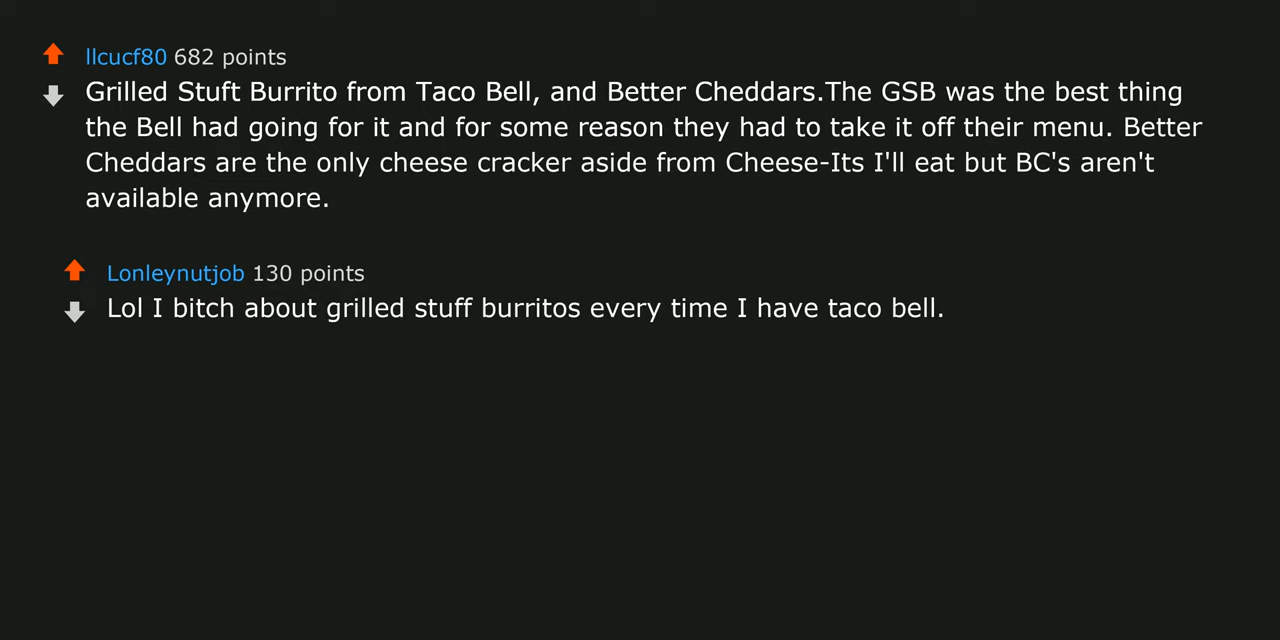 llcucf80 682 points
Grilled Stuft Burrito from Taco Bell, and Better Cheddars.The GSB was the best thing
the Bell had going for it and for some reason they had to take it off their menu. Better
Cheddars are the only cheese cracker aside from Cheese-Its I'll eat but BC's aren't
available anymore.
Lonleynutjob 130 points
Lol I bitch about grilled stuff burritos every time I have taco bell.